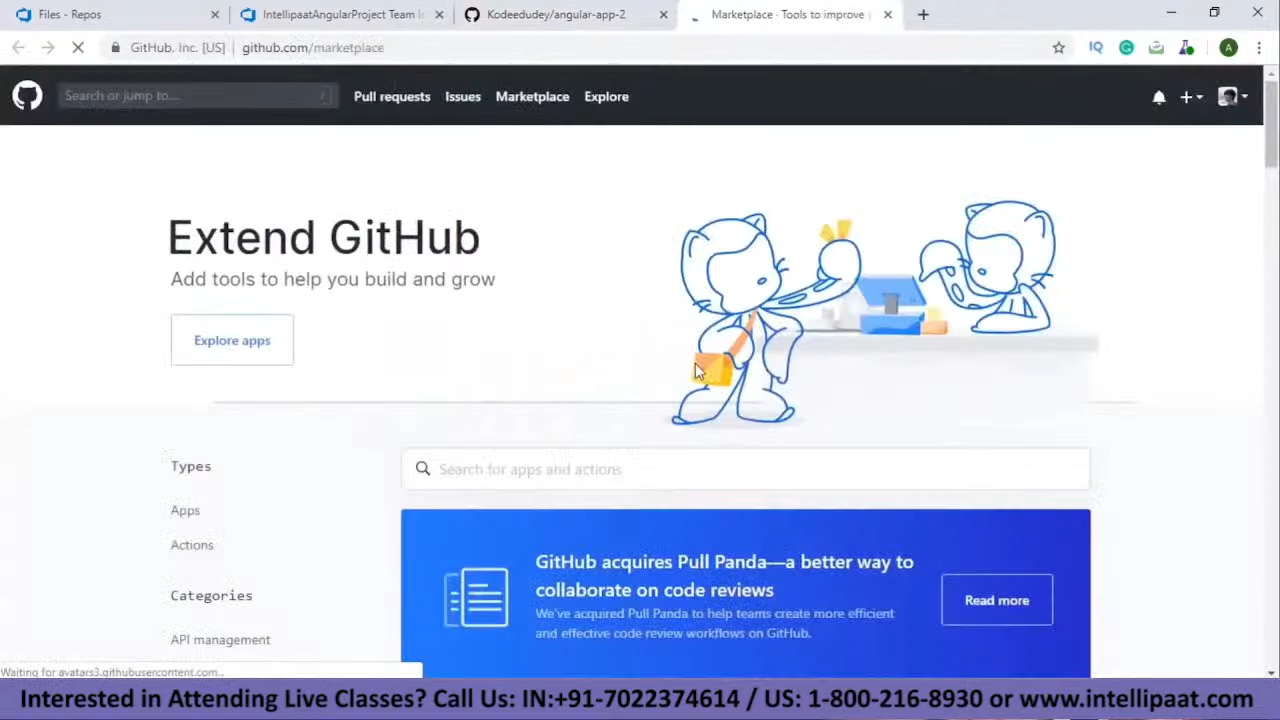 Files - Repos
IntellipaatAngularProject Team I
Kodeedudey/angular-app-2
Marketplace · Tools to improve
GitHub, Inc. [US]
github.com/marketplace
IQ
A
Search or jump to...
/
Pull requests
Issues
Marketplace
Explore
Extend GitHub
Add tools to help you build and grow
Explore apps
Types
Search for apps and actions
Apps
Actions
Categories
API management
GitHub acquires Pull Panda—a better way to
collaborate on code reviews
We've acquired Pull Panda to help teams create more efficient
and effective code review workflows on GitHub.
Read more
Waiting for avatars3.githubusercontent.com...
Interested in Attending Live Classes? Call Us: IN:+91-7022374614 / US: 1-800-216-8930 or www.intellipaat.com